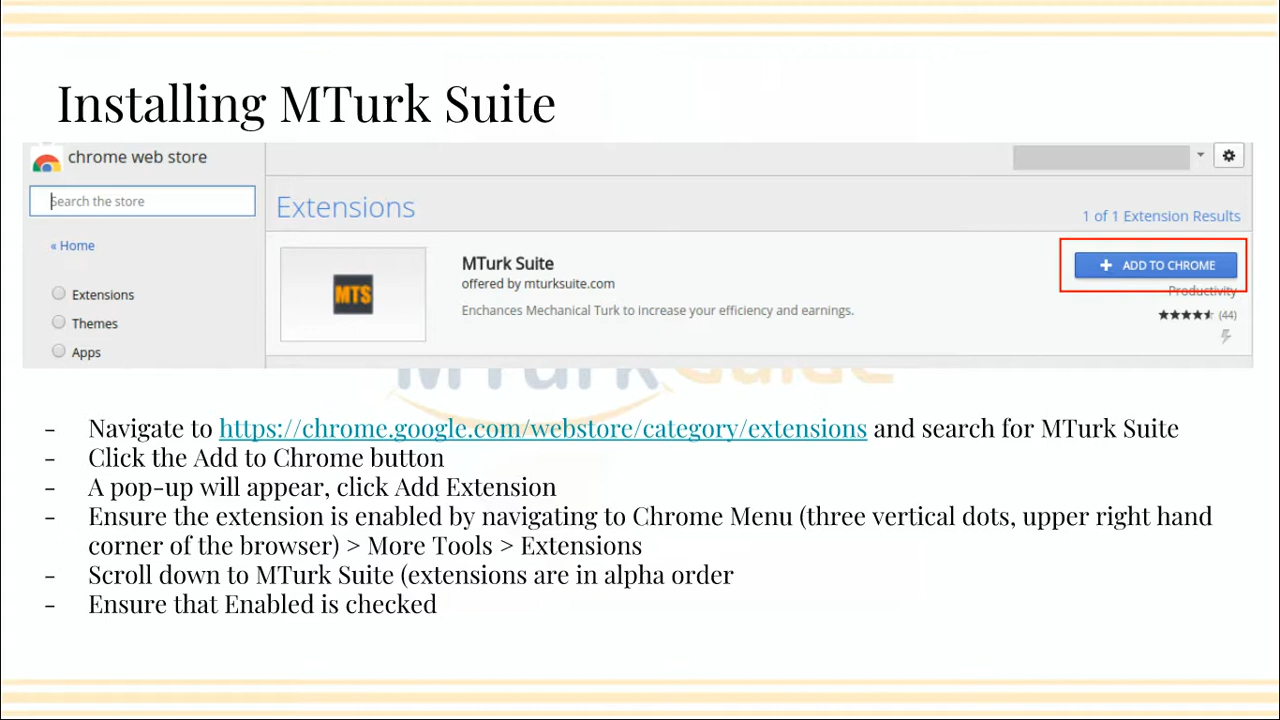 Installing MTurk Suite
chrome web store
Search the store
Extensions
1 of 1 Extension Results
« Home
MTurk Suite
+ ADD TO CHROME
offered by mturksuite.com
MTS
Productivity
Extensions
Enchances Mechanical Turk to increase your efficiency and earnings.
(44)
Themes
Apps
MTurk Guide
- Navigate to https://chrome.google.com/webstore/category/extensions and search for MTurk Suite
- Click the Add to Chrome button
- A pop-up will appear, click Add Extension
- Ensure the extension is enabled by navigating to Chrome Menu (three vertical dots, upper right hand
corner of the browser) > More Tools > Extensions
- Scroll down to MTurk Suite (extensions are in alpha order
- Ensure that Enabled is checked